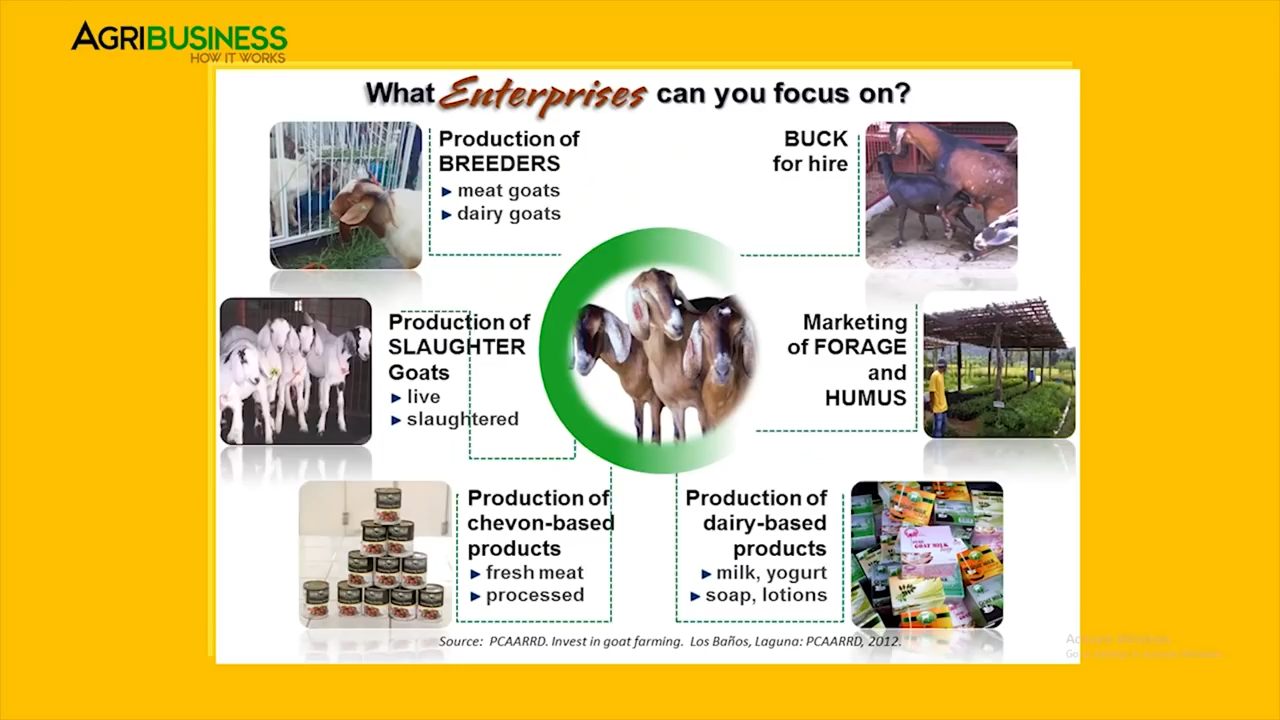 AGRIBUSINESS
HOW IT WORKS
What Enterprises can you focus on?
Production of
BREEDERS
meat goats
dairy goats
BUCK
for hire
Production of
SLAUGHTER
Goats
live
slaughtered
Marketing
of FORAGE
and
HUMUS
Production of
chevon-based
products
fresh meat
processed
Production of
dairy-based
products
milk, yogurt
soap, lotions
GOAT MILK
Source: PCAARRD. Invest in goat farming. Los Baños, Laguna: PCAARRD, 2012.